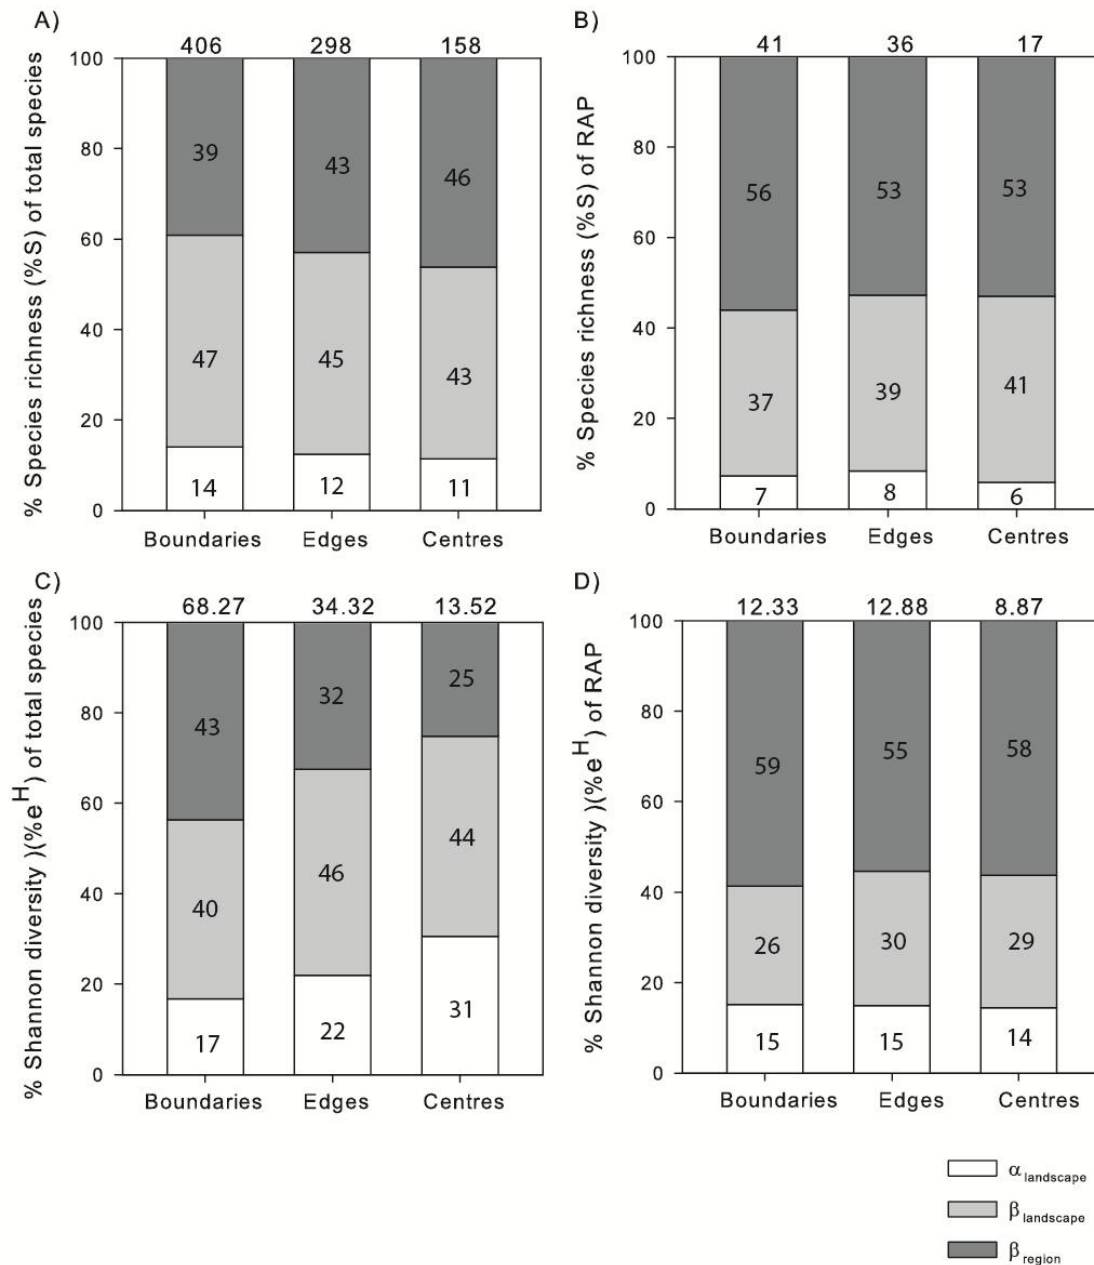 A)
406 298 158
% Species richness (%S) of total species
100
80
60
40
20
0
39 43 46
47 45 43
14 12 11
Boundaries Edges Centres
B)
41 36 17
% Species richness (%S) of RAP
100
80
60
40
20
0
56 53 53
37 39 41
7 8 6
Boundaries Edges Centres
C)
68.27 34.32 13.52
% Shannon diversity )(%e^H) of total species
100
80
60
40
20
0
43 32 25
40 46 44
17 22 31
Boundaries Edges Centres
D)
12.33 12.88 8.87
% Shannon diversity )(%e^H) of RAP
100
80
60
40
20
0
59 55 58
26 30 29
15 15 14
Boundaries Edges Centres
α landscape
β landscape
β region